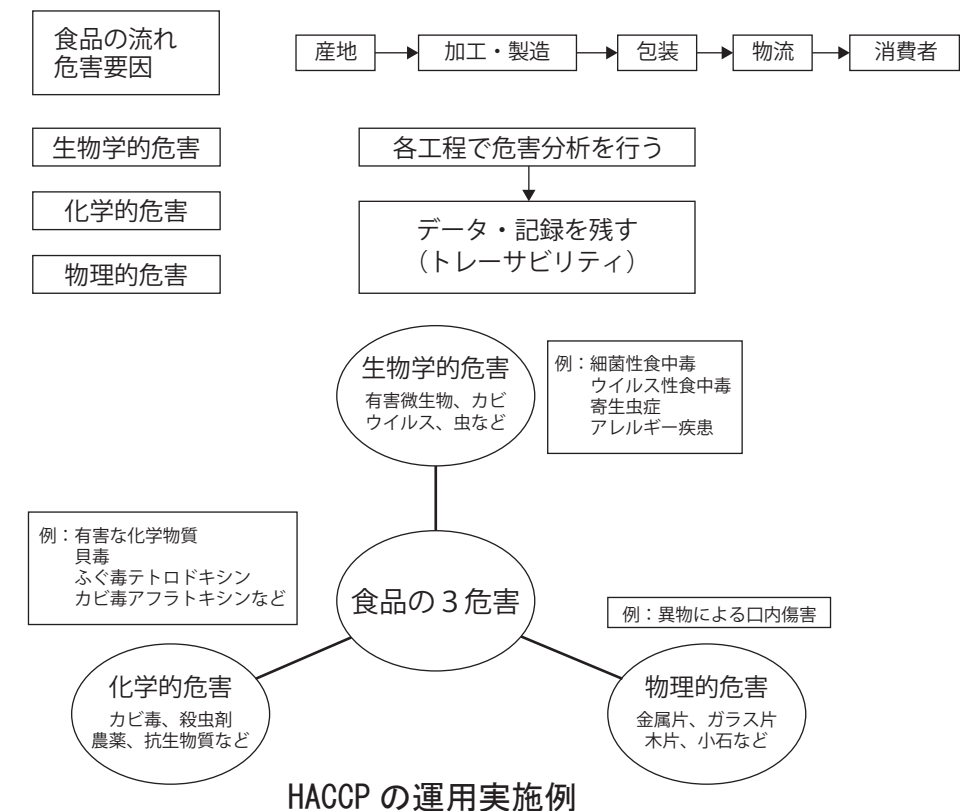 食品の流れ
危害要因
産地
加工・製造
包装
物流
消費者
生物学的危害
化学的危害
物理的危害
各工程で危害分析を行う
データ・記録を残す
（トレーサビリティ）
生物学的危害
有害微生物、カビ
ウイルス、虫など
例：細菌性食中毒
ウイルス性食中毒
寄生虫症
アレルギー疾患
例：有害な化学物質
貝毒
ふぐ毒テトロドキシン
カビ毒アフラトキシンなど
食品の３危害
例：異物による口内傷害
化学的危害
カビ毒、殺虫剤
農薬、抗生物質など
物理的危害
金属片、ガラス片
木片、小石など
HACCP の運用実施例